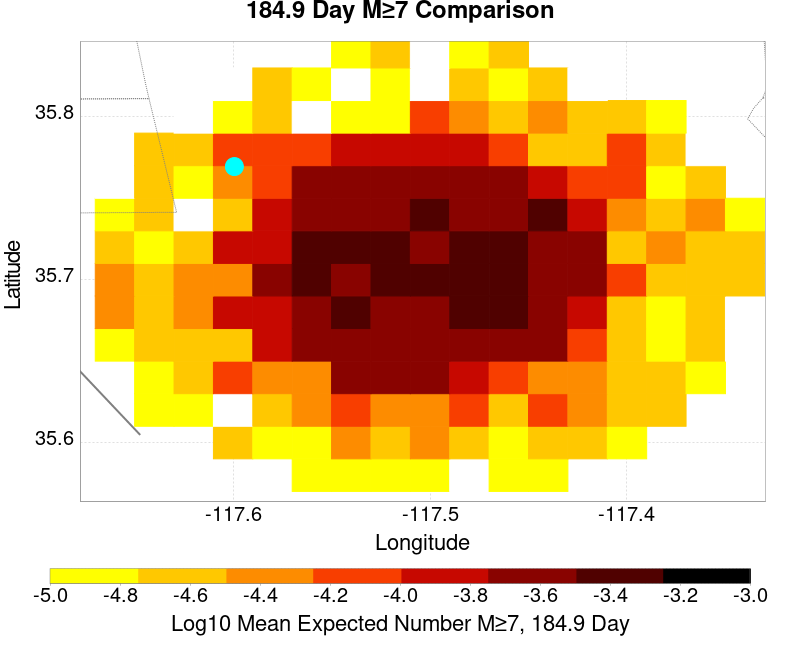 184.9 Day M≥7 Comparison
35.8
35.7
35.6
Latitude
-117.6 -117.5 -117.4
Longitude
-5.0 -4.8 -4.6 -4.4 -4.2 -4.0 -3.8 -3.6 -3.4 -3.2 -3.0
Log10 Mean Expected Number M≥7, 184.9 Day